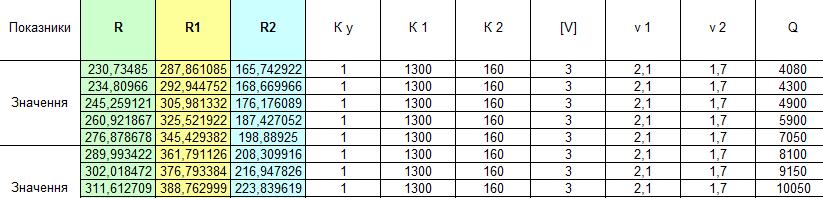 Показники R R1 R2 К у К 1 К 2 [V] v 1 v 2 Q
230,73485 287,861085 165,742922 1 1300 160 3 2,1 1,7 4080
234,80966 292,944752 168,669966 1 1300 160 3 2,1 1,7 4300
Значення 245,259121 305,981332 176,176089 1 1300 160 3 2,1 1,7 4900
260,921867 325,521922 187,427052 1 1300 160 3 2,1 1,7 5900
276,878678 345,429382 198,88925 1 1300 160 3 2,1 1,7 7050
289,993422 361,791126 208,309916 1 1300 160 3 2,1 1,7 8100
302,018472 376,793384 216,947826 1 1300 160 3 2,1 1,7 9150
Значення 311,612709 388,762999 223,839619 1 1300 160 3 2,1 1,7 10050